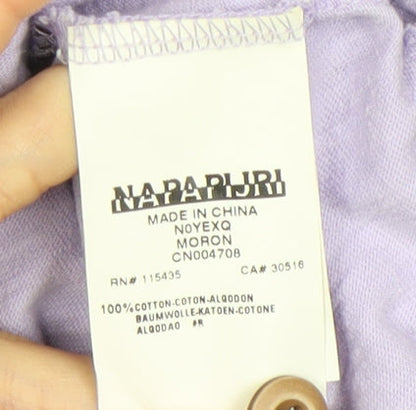 NAPAPIJRI
MADE IN CHINA
N0YEXQ
MORON
CN004708
RN# 115435 CA# 30516
100%COTTON-COTON-ALGODON
BAUMWOLLE-KATOEN-COTONE
ALGODAO #R